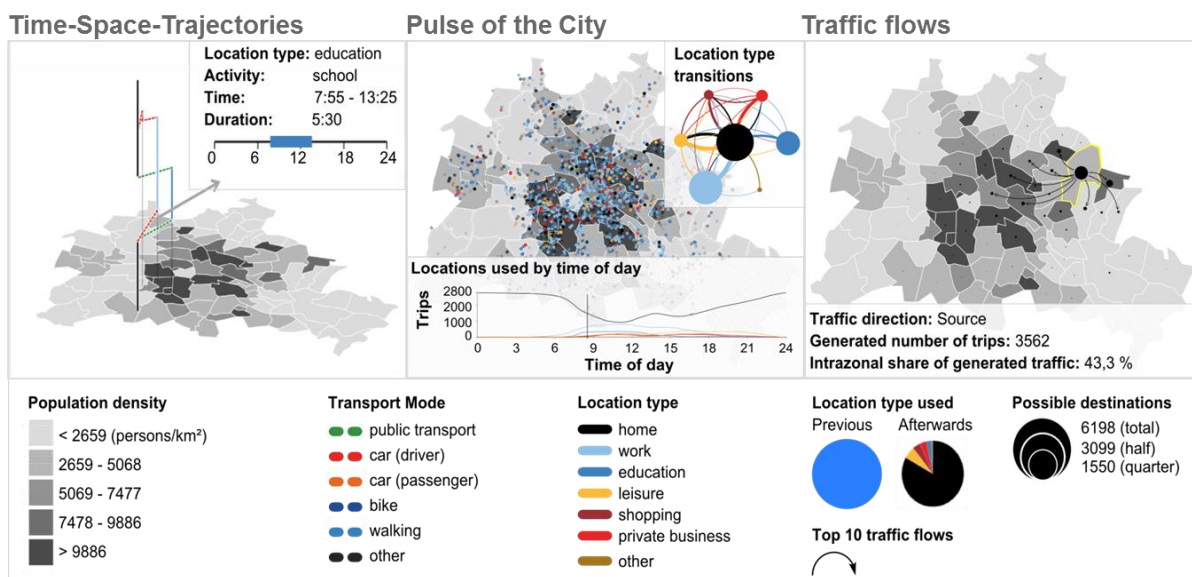 Time-Space-Trajectories
Location type: education
Activity: school
Time: 7:55 - 13:25
Duration: 5:30
0 6 12 18 24
Pulse of the City
Location type
transitions
Locations used by time of day
Trips
2800
2000
1000
0
0 3 6 9 12 15 18 21 24
Time of day
Traffic flows
Traffic direction: Source
Generated number of trips: 3562
Intrazonal share of generated traffic: 43,3 %
Population density
< 2659 (persons/km²)
2659 - 5068
5069 - 7477
7478 - 9886
> 9886
Transport Mode
public transport
car (driver)
car (passenger)
bike
walking
other
Location type
home
work
education
leisure
shopping
private business
other
Location type used
Previous Afterwards
Top 10 traffic flows
Possible destinations
6198 (total)
3099 (half)
1550 (quarter)